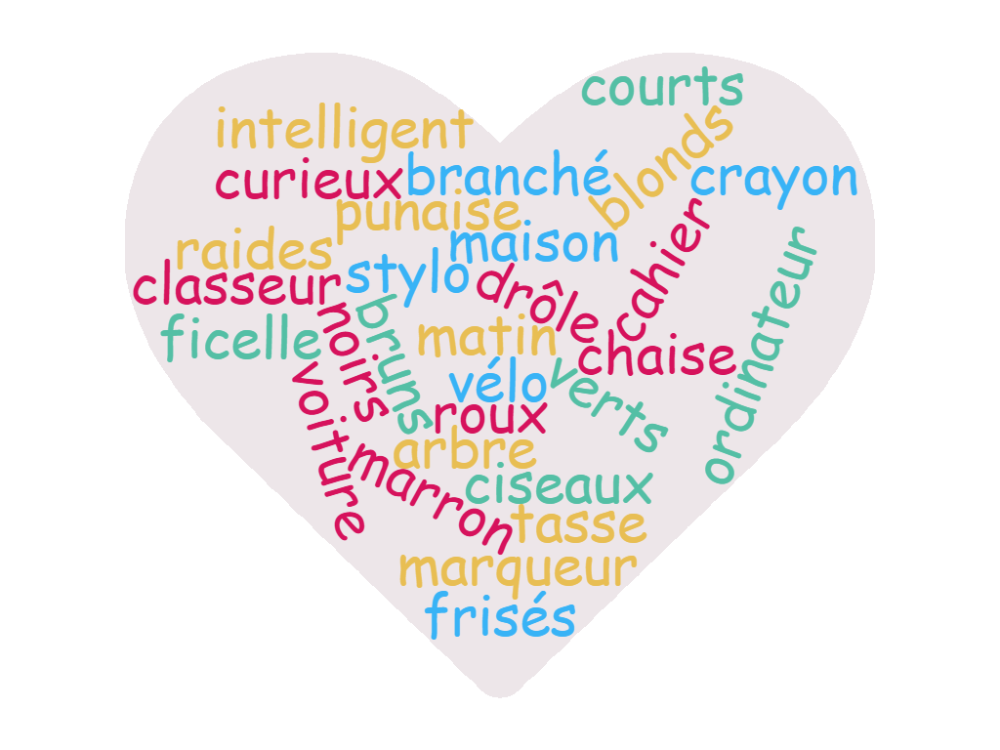 courts
intelligent
blonds
curieux
branché
crayon
punaise
maison
cahier
raides
stylo
drôle
classeur
ordinateur
noirs
bruns
ficelle
matin
chaise
vélo
verts
voiture
roux
arbre
marron
ciseaux
tasse
marqueur
frisés